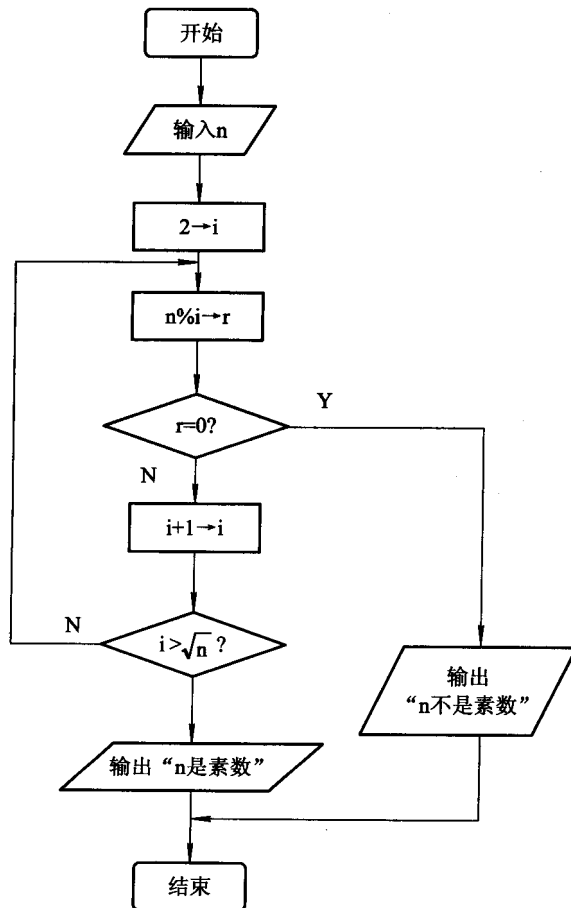 开始
输入n
2→i
n%i→r
r=0?
Y
N
i+1→i
N
i>√n ?
输出
“n不是素数”
输出“n是素数”
结束